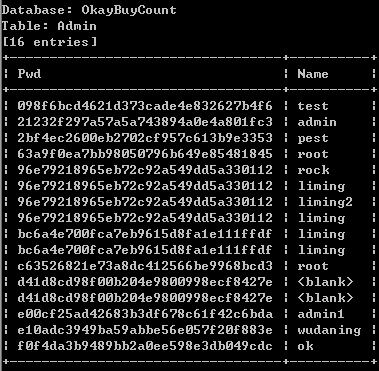 Database: OkayBuyCount
Table: Admin
[16 entries]
+----------------------------------+----------+
| Pwd | Name |
+----------------------------------+----------+
| 098f6bcd4621d373cade4e832627b4f6 | test |
| 21232f297a57a5a743894a0e4a801fc3 | admin |
| 2bf4ec2600eb2702cf957c613b9e3353 | pest |
| 63a9f0ea7bb98050796b649e85481845 | root |
| 96e79218965eb72c92a549dd5a330112 | rock |
| 96e79218965eb72c92a549dd5a330112 | liming |
| 96e79218965eb72c92a549dd5a330112 | liming2 |
| 96e79218965eb72c92a549dd5a330112 | liming |
| bc6a4e700fca7eb9615d8fa1e111ffdf | liming |
| bc6a4e700fca7eb9615d8fa1e111ffdf | liming |
| c63526821e73a8dc412566be9968bcd3 | root |
| d41d8cd98f00b204e9800998ecf8427e | <blank> |
| d41d8cd98f00b204e9800998ecf8427e | <blank> |
| e00cf25ad42683b3df678c61f42c6bda | admin1 |
| e10adc3949ba59abbe56e057f20f883e | wudaning |
| f0f4da3b9489bb2a0ee598e3db049cdc | ok |
+----------------------------------+----------+